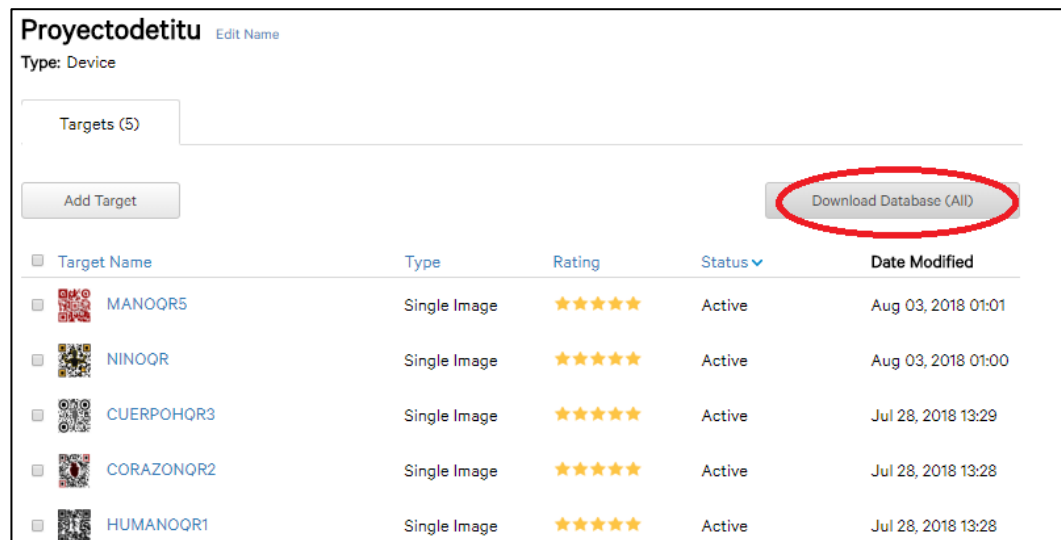 Proyectodetitu Edit Name
Type: Device
Targets (5)
Add Target Download Database (All)
Target Name Type Rating Status Date Modified
MANOQR5 Single Image Active Aug 03, 2018 01:01
NINOQR Single Image Active Aug 03, 2018 01:00
CUERPOHQR3 Single Image Active Jul 28, 2018 13:29
CORAZONQR2 Single Image Active Jul 28, 2018 13:28
HUMANOQR1 Single Image Active Jul 28, 2018 13:28